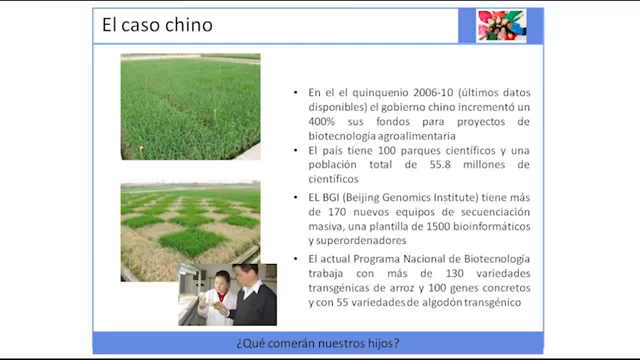 El caso chino
• En el el quinquenio 2006-10 (últimos datos
disponibles) el gobierno chino incrementó un
400% sus fondos para proyectos de
biotecnología agroalimentaria
• El país tiene 100 parques científicos y una
población total de 55.8 millones de
científicos
• EL BGI (Beijing Genomics Institute) tiene más
de 170 nuevos equipos de secuenciación
masiva, una plantilla de 1500 bioinformáticos
y superordenadores
• El actual Programa Nacional de Biotecnología
trabaja con más de 130 variedades
transgénicas de arroz y 100 genes concretos
y con 55 variedades de algodón transgénico
¿Qué comerán nuestros hijos?